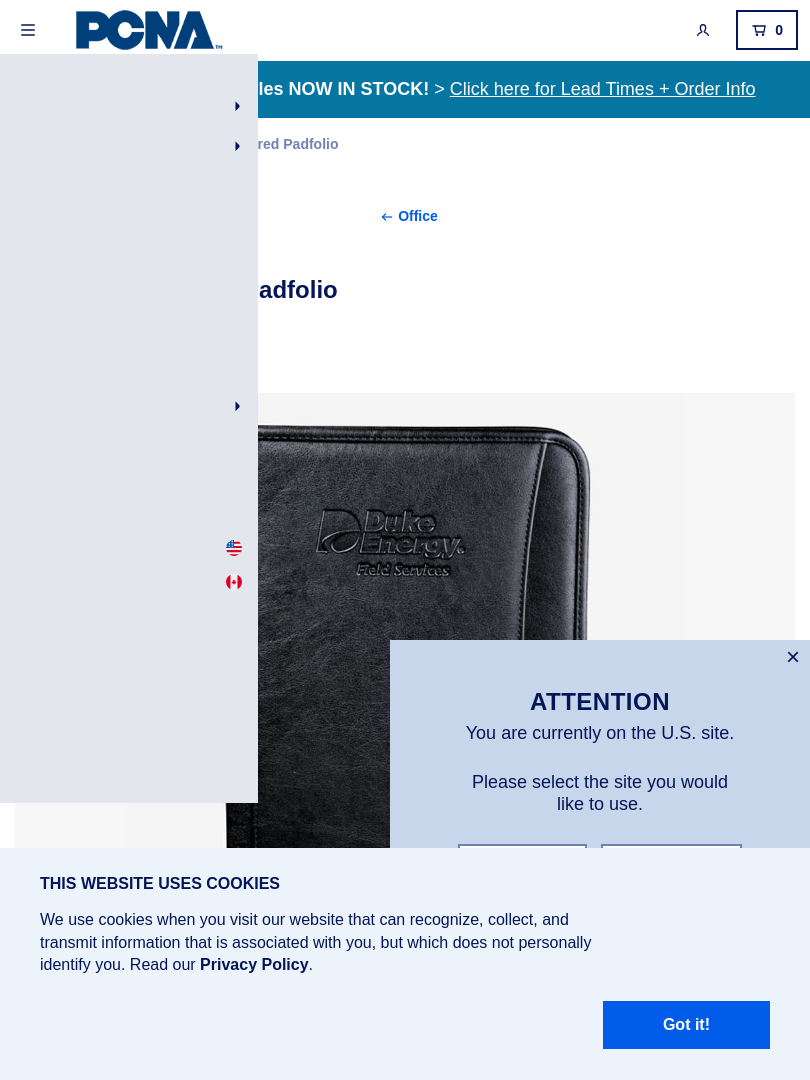 PCNA™
0
les NOW IN STOCK! > Click here for Lead Times + Order Info
red Padfolio
← Office
adfolio
Duke
Energy®
Field Services
×
ATTENTION
You are currently on the U.S. site.
Please select the site you would
like to use.
THIS WEBSITE USES COOKIES
We use cookies when you visit our website that can recognize, collect, and
transmit information that is associated with you, but which does not personally
identify you. Read our Privacy Policy.
Got it!